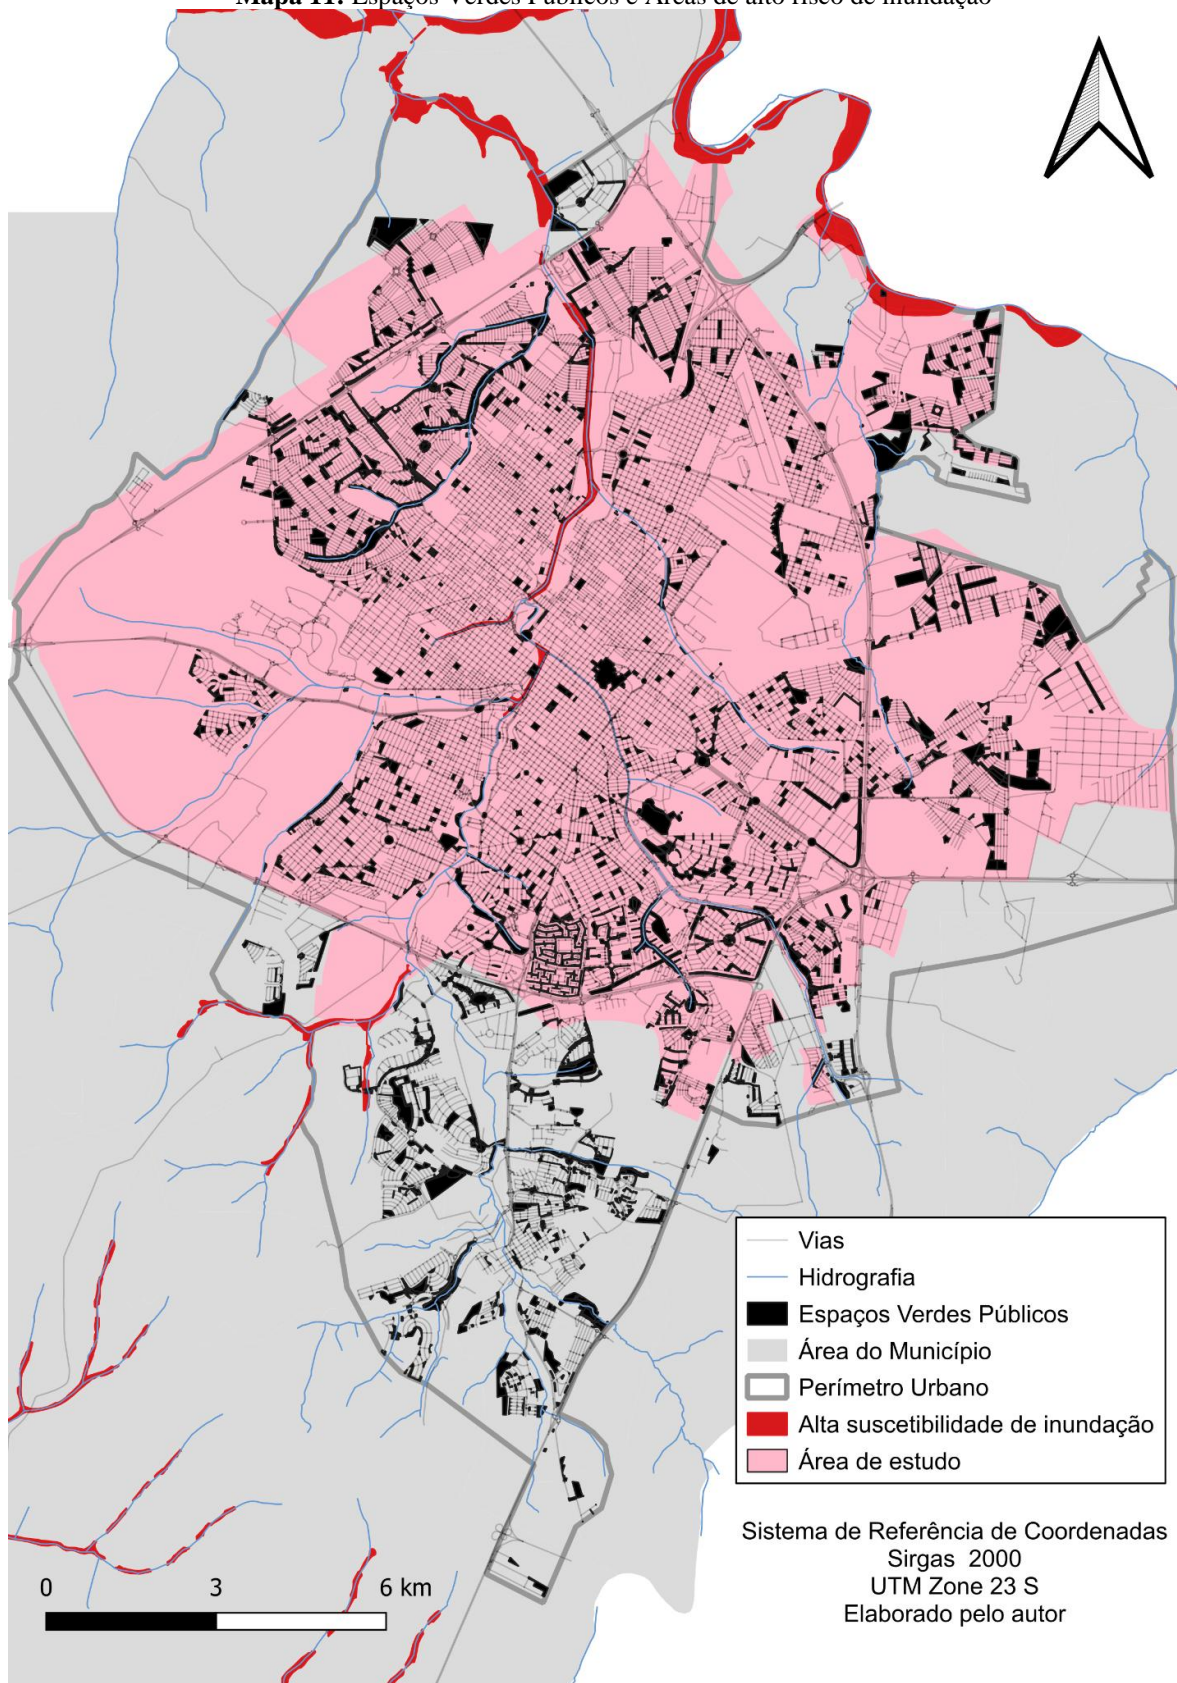 Mapa 11: Espaços Verdes Públicos e Áreas de alto risco de inundação
Vias
Hidrografia
Espaços Verdes Públicos
Área do Município
Perímetro Urbano
Alta suscetibilidade de inundação
Área de estudo
Sistema de Referência de Coordenadas
Sirgas 2000
UTM Zone 23 S
Elaborado pelo autor
0 3 6 km